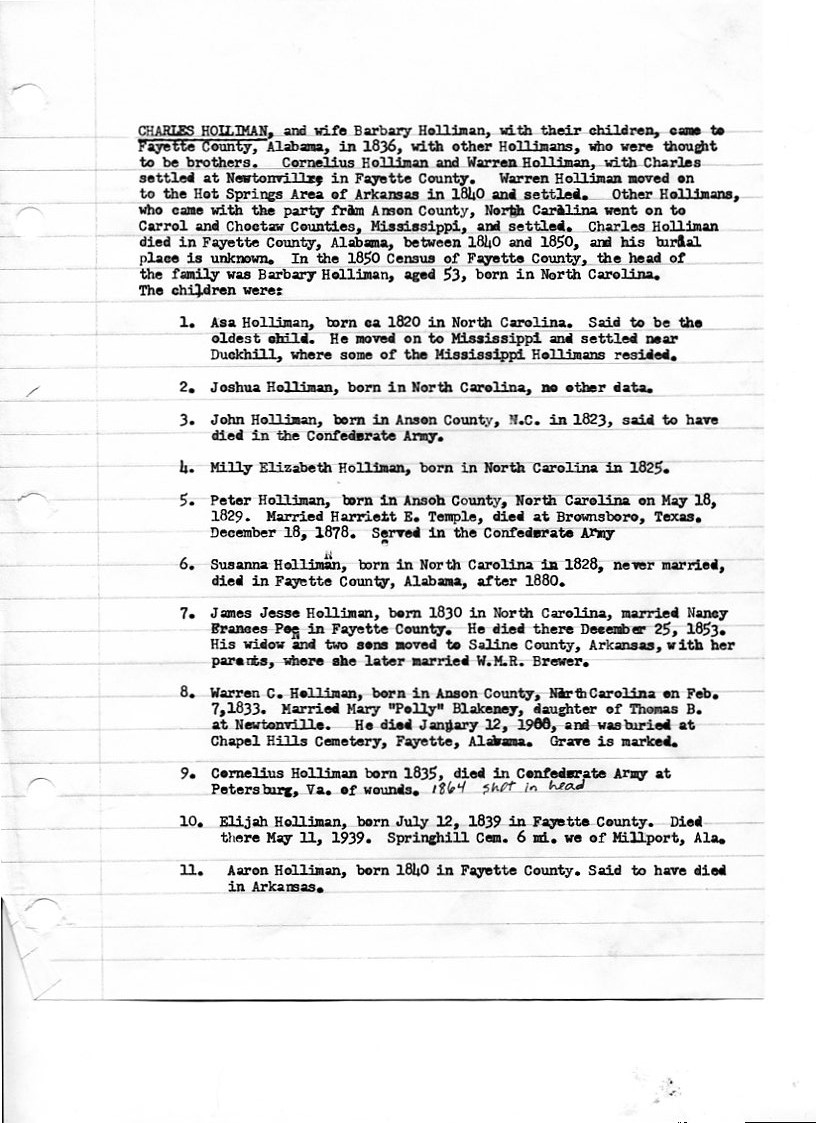 CHARLES HOLLIMAN, and wife Barbary Holliman, with their children, came to
Fayette County, Alabama, in 1836, with other Hollimans, who were thought
to be brothers. Cornelius Holliman and Warren Holliman, with Charles
settled at Newtonville, in Fayette County. Warren Holliman moved on
to the Hot Springs Area of Arkansas in 1840 and settled. Other Hollimans,
who came with the party from Anson County, North Carolina went on to
Carrol and Choctaw Counties, Mississippi, and settled. Charles Holliman
died in Fayette County, Alabama, between 1840 and 1850, and his burial
place is unknown. In the 1850 Census of Fayette County, the head of
the family was Barbary Holliman, aged 53, born in North Carolina.
The children were:
1. Asa Holliman, born ca 1820 in North Carolina. Said to be the
oldest child. He moved on to Mississippi and settled near
Duckhill, where some of the Mississippi Hollimans resided.
2. Joshua Holliman, born in North Carolina, no other data.
3. John Holliman, born in Anson County, N.C. in 1823, said to have
died in the Confederate Army.
4. Milly Elizabeth Holliman, born in North Carolina in 1825.
5. Peter Holliman, born in Ansoh County, North Carolina on May 18,
1829. Married Harriett E. Temple, died at Brownsboro, Texas.
December 18, 1878. Served in the Confederate Army
6. Susanna Holliman, born in North Carolina in 1828, never married,
died in Fayette County, Alabama, after 1880.
7. James Jesse Holliman, born 1830 in North Carolina, married Nancy
Frances Poe in Fayette County. He died there December 25, 1853.
His widow and two sons moved to Saline County, Arkansas, with her
parents, where she later married W.M.R. Brewer.
8. Warren C. Holliman, born in Anson County, North Carolina on Feb.
7,1833. Married Mary "Polly" Blakeney, daughter of Thomas B.
at Newtonville. He died January 12, 1900, and was buried at
Chapel Hills Cemetery, Fayette, Alabama. Grave is marked.
9. Cornelius Holliman born 1835, died in Confederate Army at
Petersburg, Va. of wounds. 1864 shot in head
10. Elijah Holliman, born July 12, 1839 in Fayette County. Died
there May 11, 1939. Springhill Cem. 6 mi. we of Millport, Ala.
11. Aaron Holliman, born 1840 in Fayette County. Said to have died
in Arkansas.